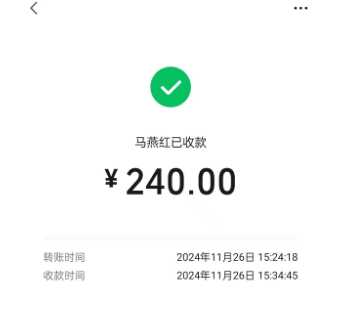 马燕红已收款
¥ 240.00
转账时间 2024年11月26日 15:24:18
收款时间 2024年11月26日 15:34:45